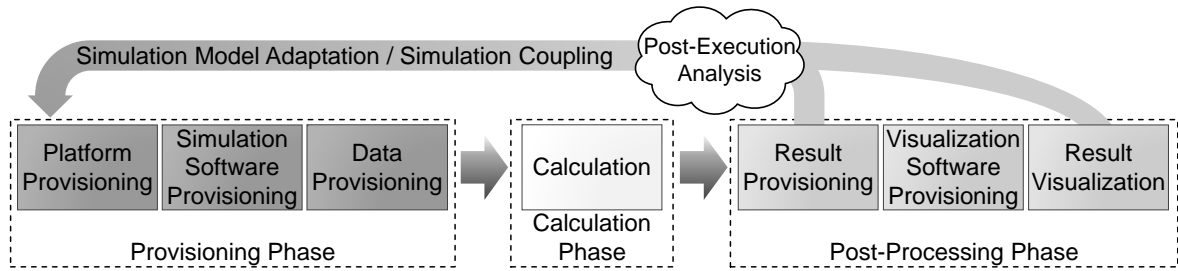 Simulation Model Adaptation / Simulation Coupling
Post-Execution
Analysis
Platform
Provisioning
Simulation
Software
Provisioning
Data
Provisioning
Provisioning Phase
Calculation
Calculation
Phase
Result
Provisioning
Visualization
Software
Provisioning
Result
Visualization
Post-Processing Phase